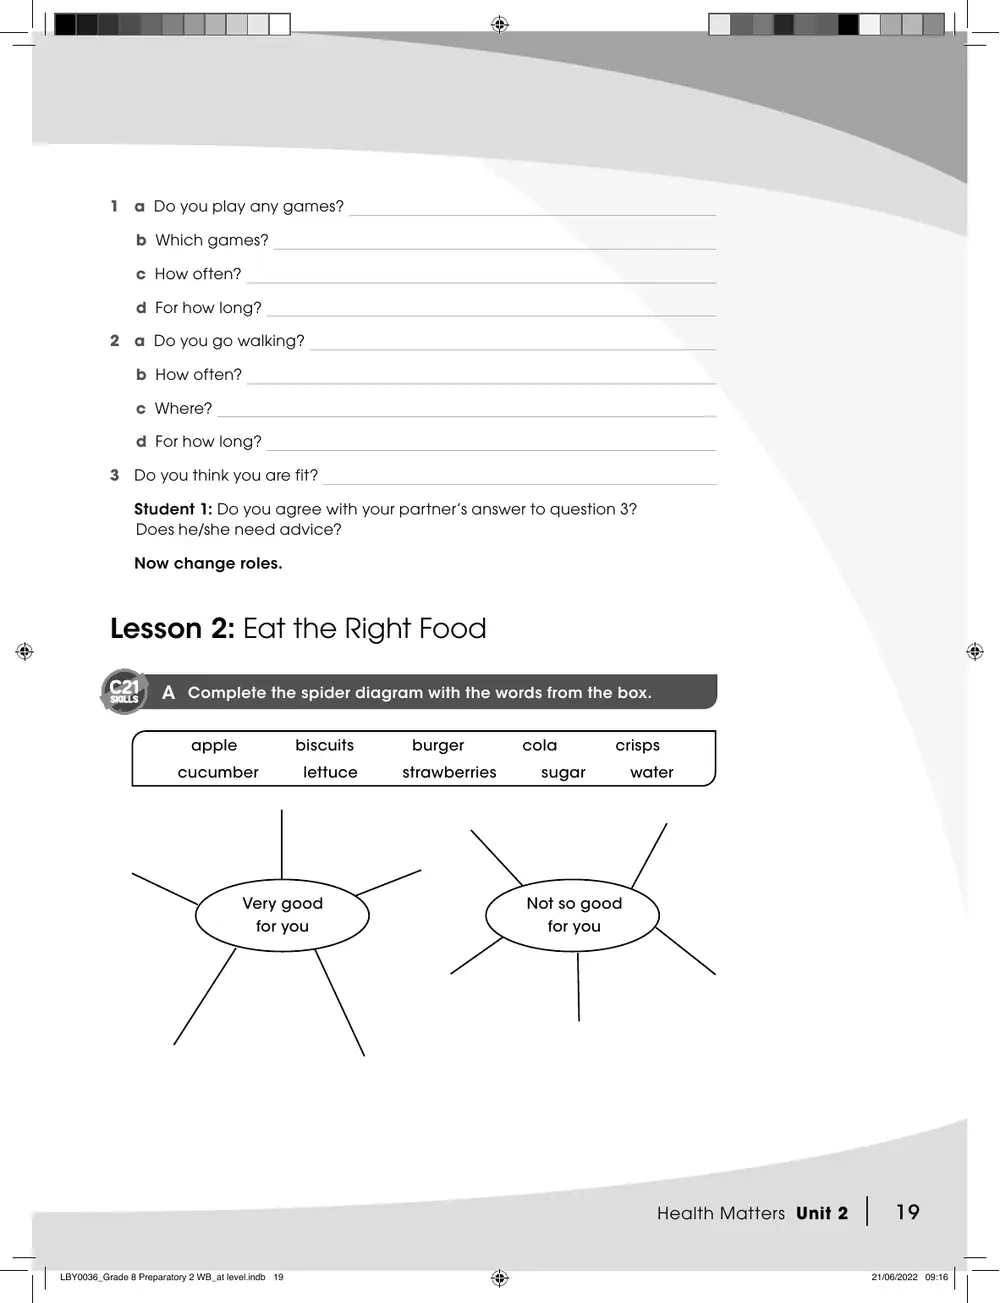 1 a Do you play any games?
b Which games?
c How often?
d For how long?
2 a Do you go walking?
b How often?
c Where?
d For how long?
3 Do you think you are fit?
Student 1: Do you agree with your partner's answer to question 3?
Does he/she need advice?
Now change roles.
Lesson 2: Eat the Right Food
C21
SKILLS
A Complete the spider diagram with the words from the box.
apple biscuits burger cola crisps
cucumber lettuce strawberries sugar water
Very good
for you
Not so good
for you
Health Matters Unit 2 19
LBY0036_Grade 8 Preparatory 2 WB_at level.indb 19 21/06/2022 09:16